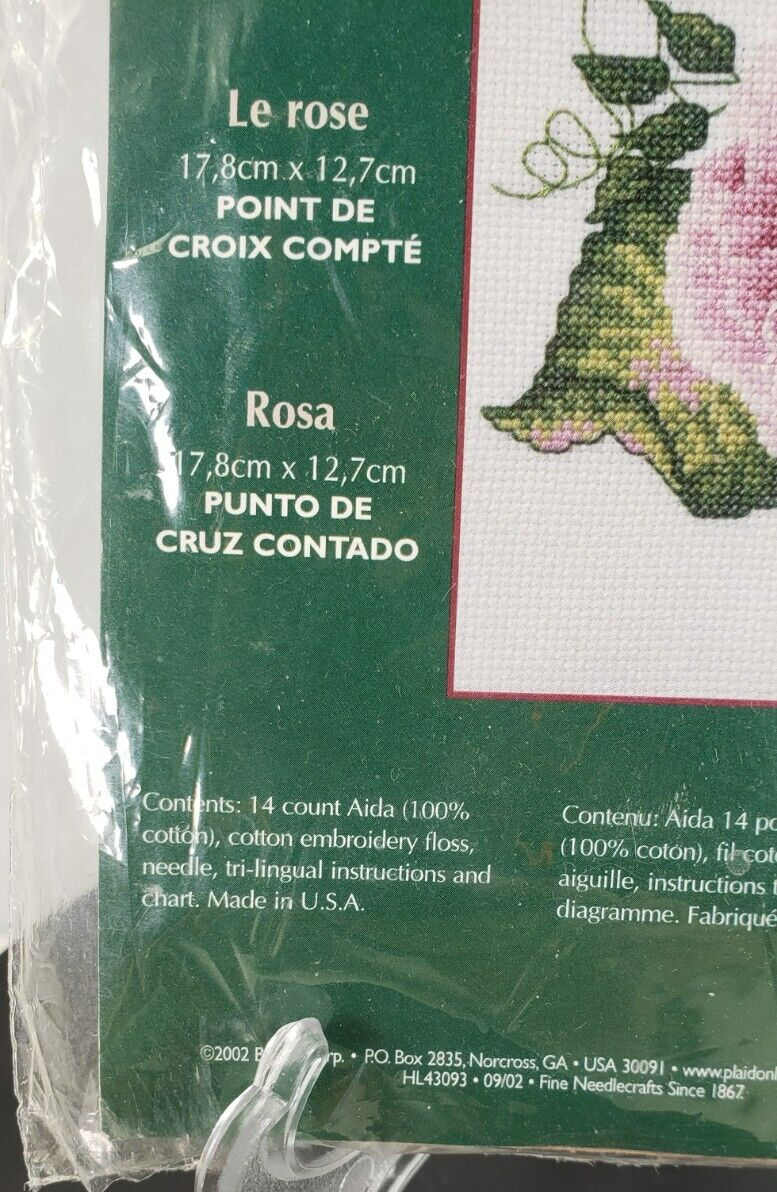 Le rose
17,8cm x 12,7cm
POINT DE
CROIX COMPTÉ
Rosa
17,8cm x 12,7cm
PUNTO DE
CRUZ CONTADO
Contents: 14 count Aida (100%
cotton), cotton embroidery floss,
needle, tri-lingual instructions and
chart. Made in U.S.A.
Contenu: Aida 14
(100% coton), fil
aiguille, instructions
diagramme. Fabriqué
©2002 • P.O. Box 2835, Norcross, GA • USA 30091 •
HL43093 • 09/02 • Fine Needlecrafts Since 1867